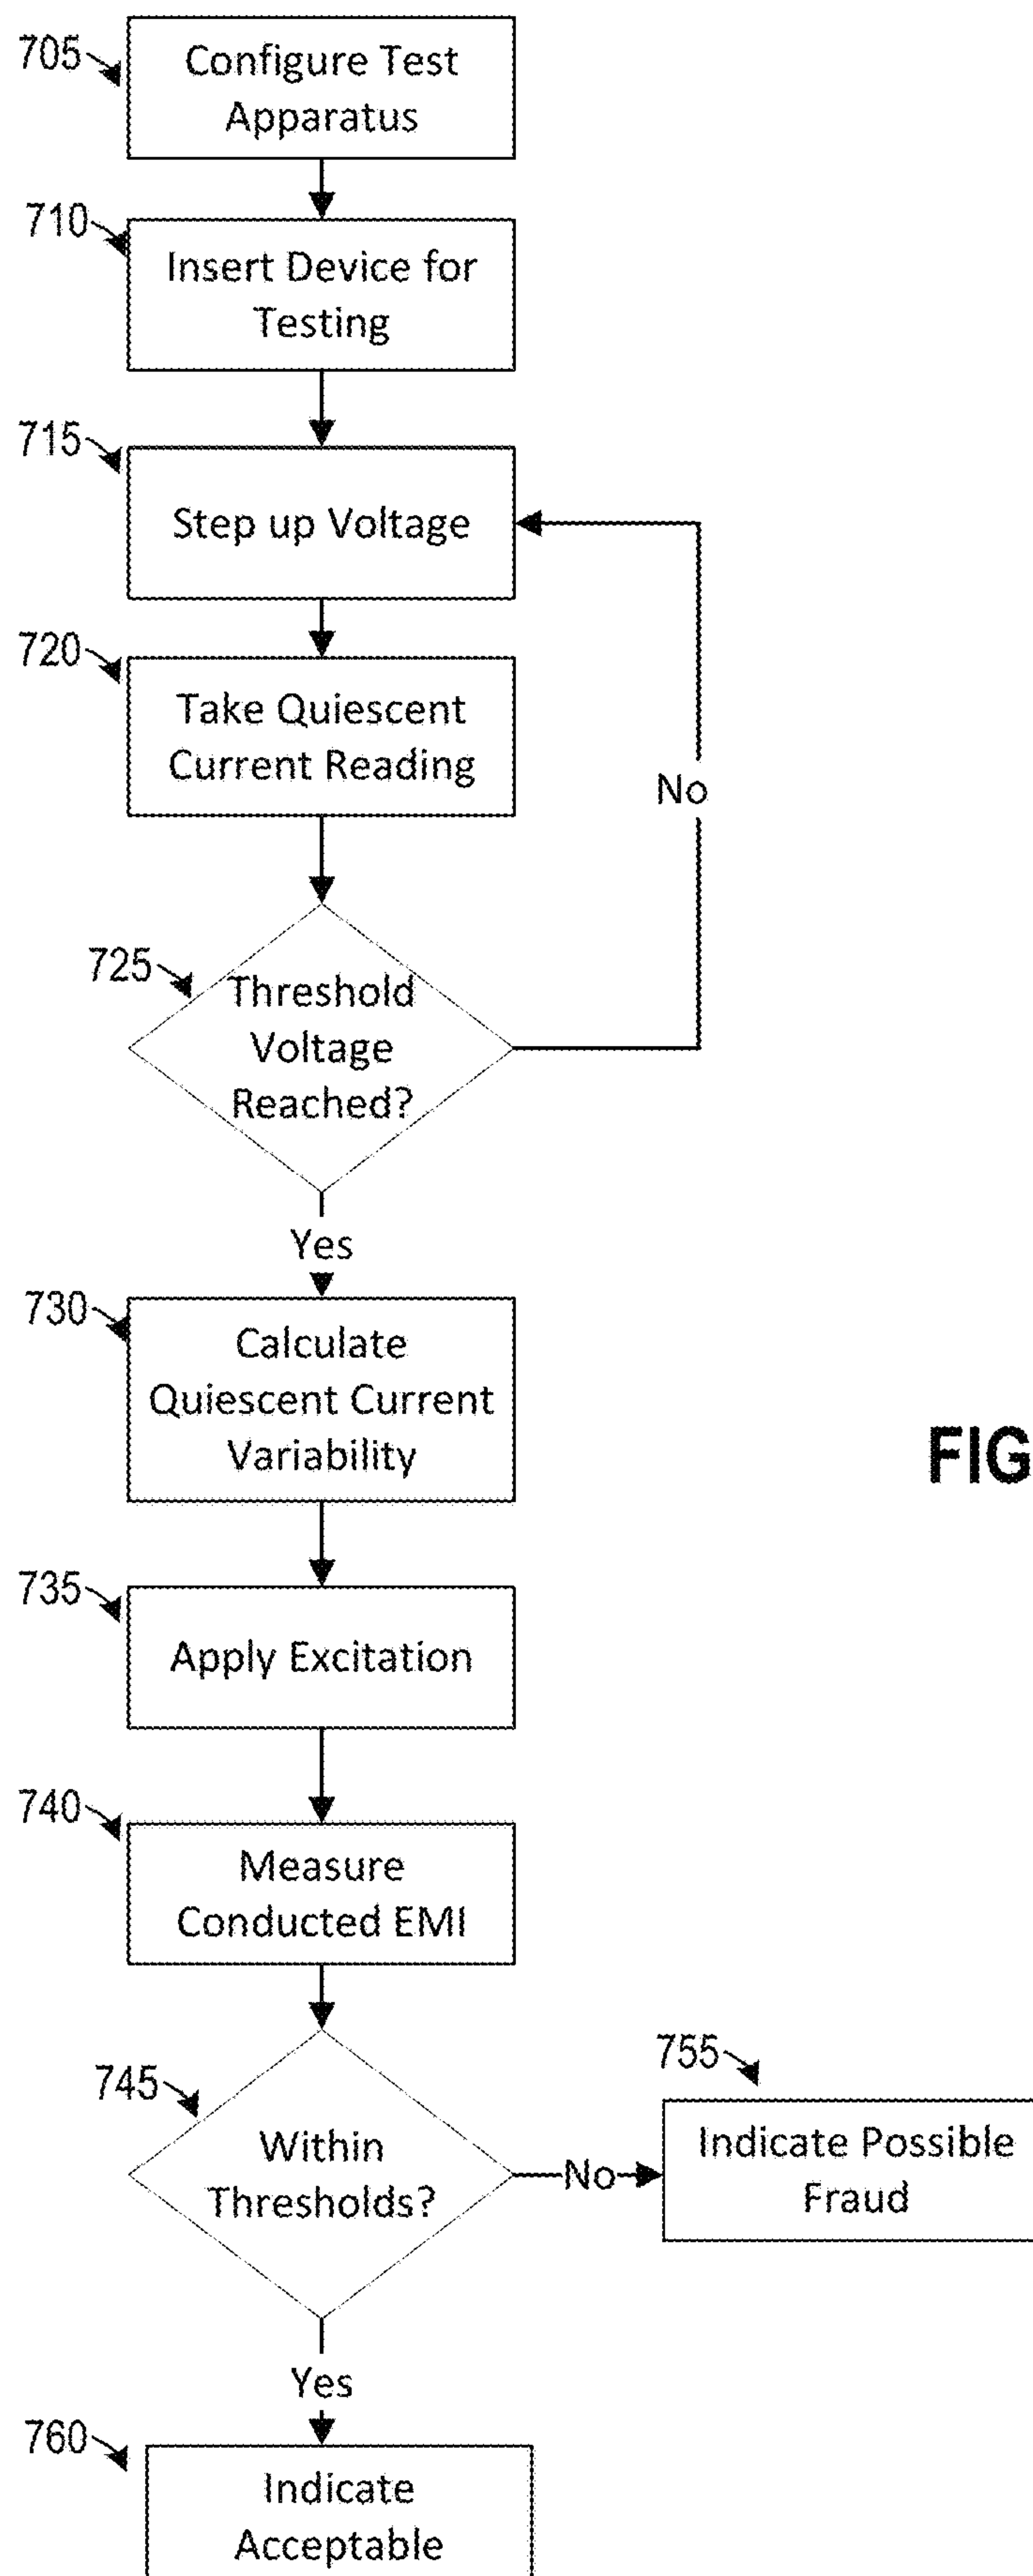 705
Configure Test
Apparatus
710
Insert Device for
Testing
715
Step up Voltage
720
Take Quiescent
Current Reading
No
725
Threshold
Voltage
Reached?
Yes
730
Calculate
Quiescent Current
Variability
FIG
735
Apply Excitation
740
Measure
Conducted EMI
745
Within
Thresholds?
No
755
Indicate Possible
Fraud
Yes
760
Indicate
Acceptable